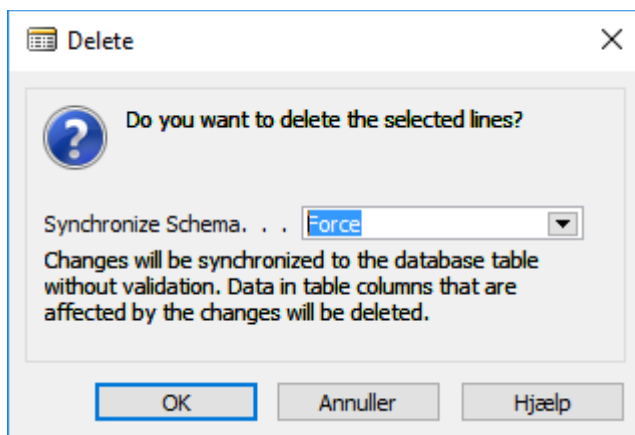 Delete
Do you want to delete the selected lines?
Synchronize Schema. . . Force
Changes will be synchronized to the database table
without validation. Data in table columns that are
affected by the changes will be deleted.
OK Annuller Hjælp